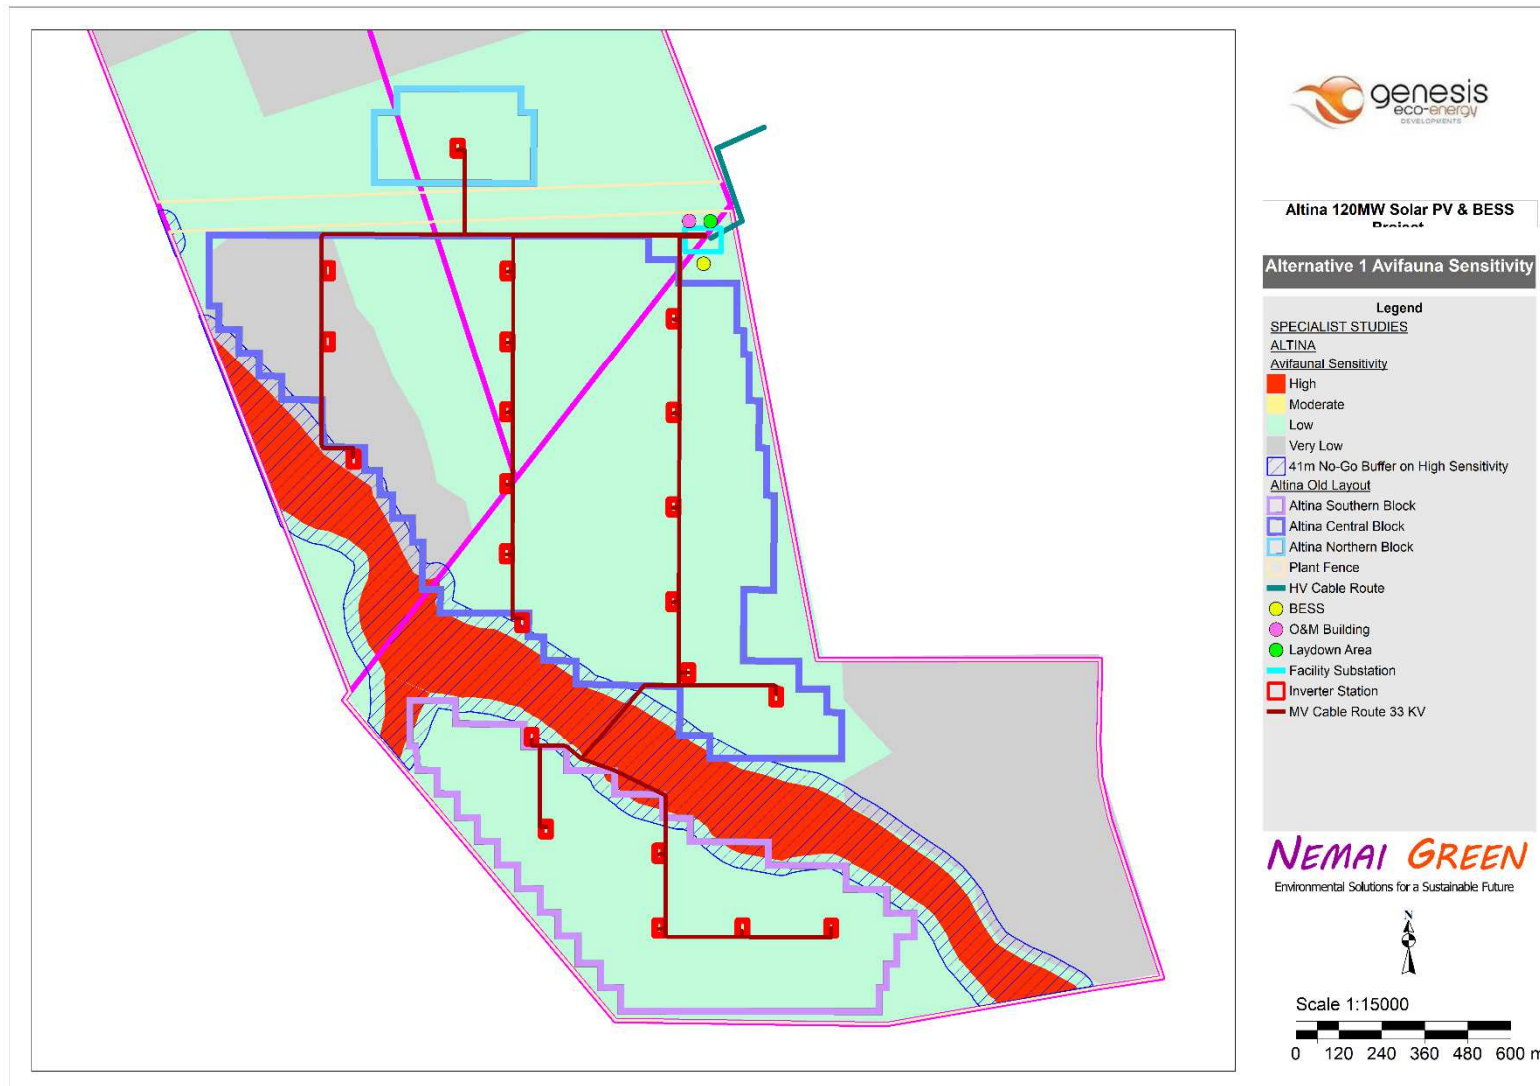 genesis
eco-energy
DEVELOPMENTS
Altina 120MW Solar PV & BESS
Project
Alternative 1 Avifauna Sensitivity
Legend
SPECIALIST STUDIES
ALTINA
Avifaunal Sensitivity
High
Moderate
Low
Very Low
41m No-Go Buffer on High Sensitivity
Altina Old Layout
Altina Southern Block
Altina Central Block
Altina Northern Block
Plant Fence
HV Cable Route
BESS
O&M Building
Laydown Area
Facility Substation
Inverter Station
MV Cable Route 33 KV
NEMAI GREEN
Environmental Solutions for a Sustainable Future
N
Scale 1:15000
0 120 240 360 480 600 m